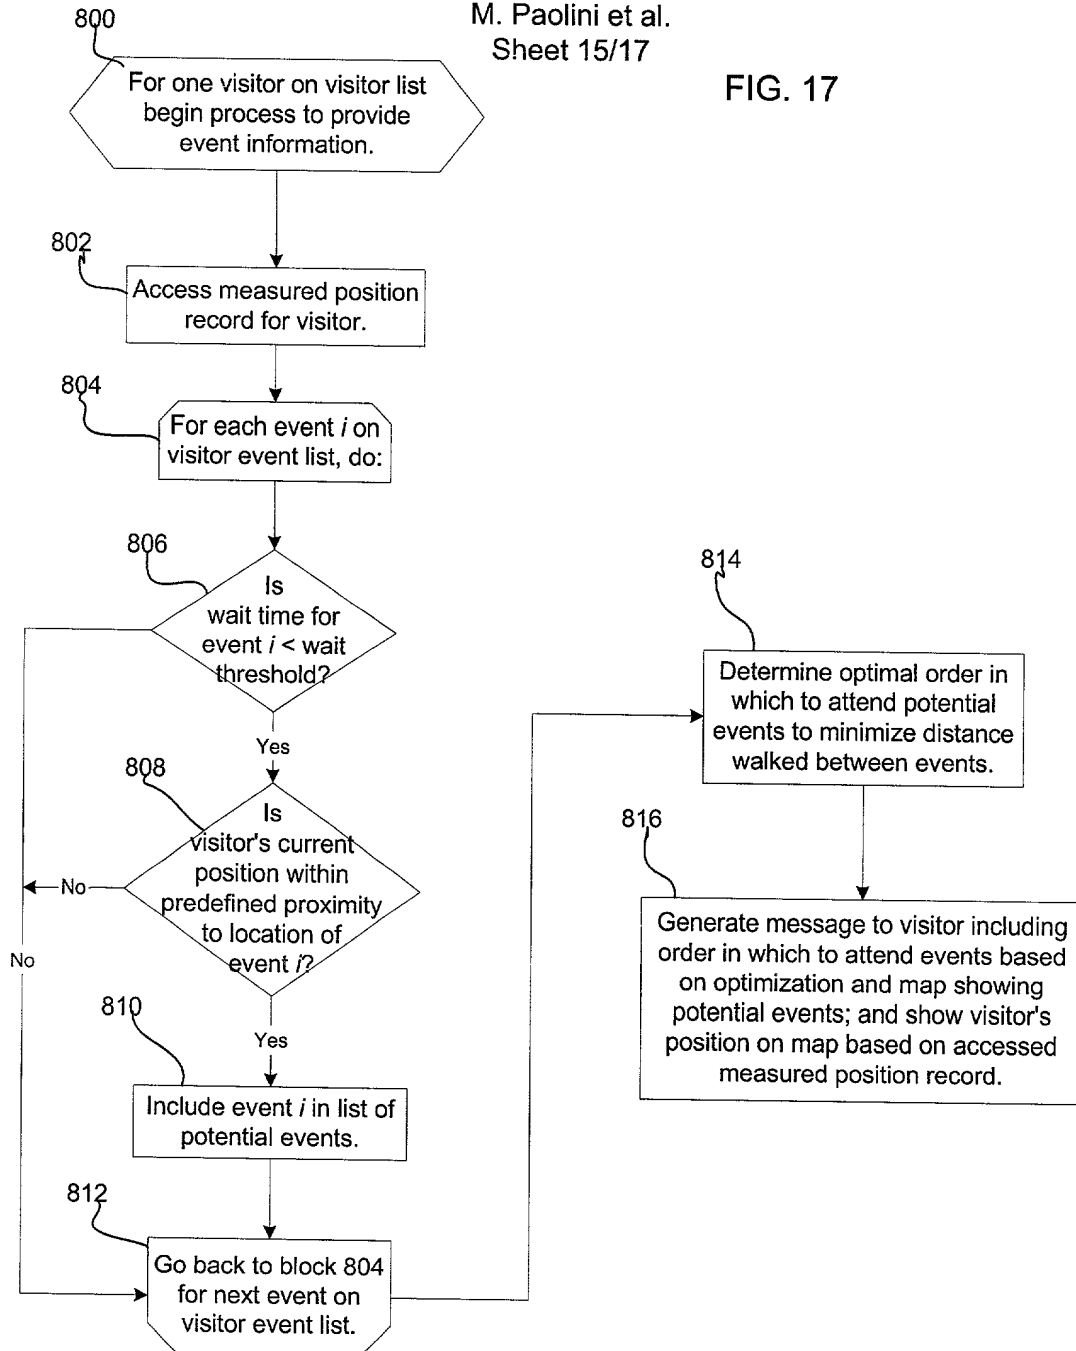 M. Paolini et al.
Sheet 15/17
FIG. 17
800
For one visitor on visitor list
begin process to provide
event information.
802
Access measured position
record for visitor.
804
For each event i on
visitor event list, do:
806
Is
wait time for
event i < wait
threshold?
Yes
808
Is
visitor's current
position within
predefined proximity
to location of
event i?
No
No
Yes
810
Include event i in list of
potential events.
812
Go back to block 804
for next event on
visitor event list.
814
Determine optimal order in
which to attend potential
events to minimize distance
walked between events.
816
Generate message to visitor including
order in which to attend events based
on optimization and map showing
potential events; and show visitor's
position on map based on accessed
measured position record.